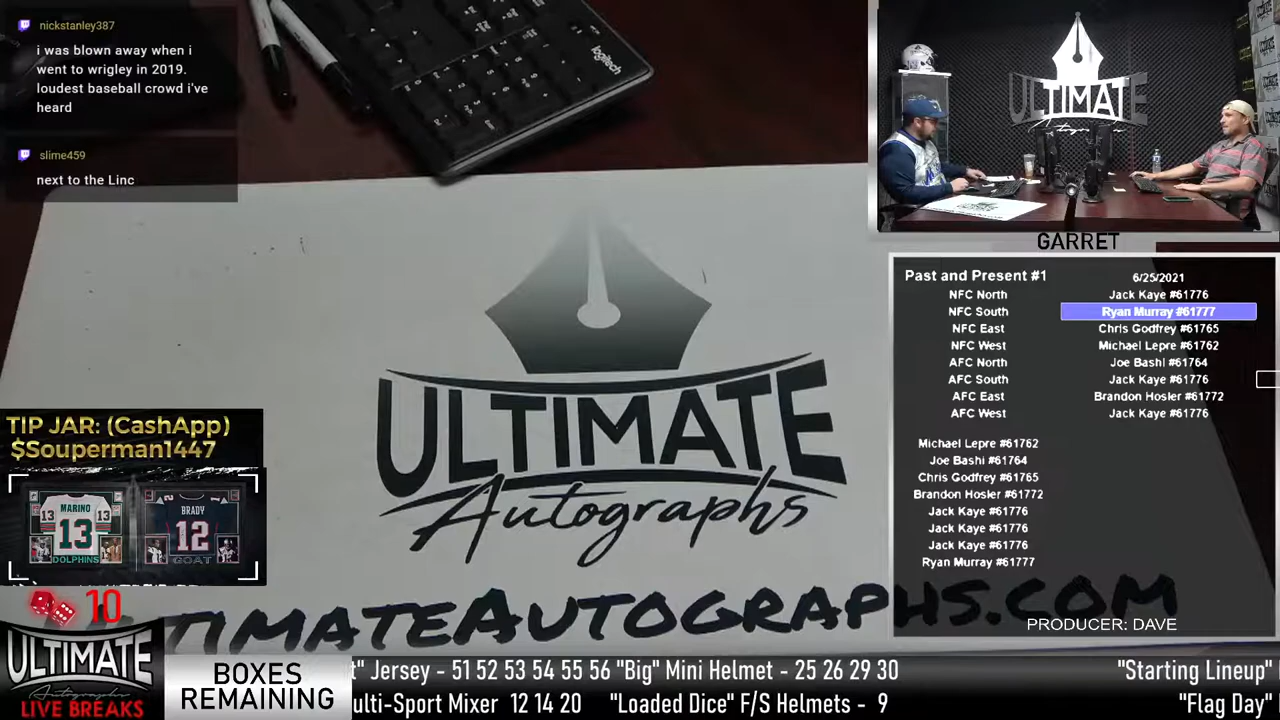 nickstanley387
i was blown away when i
went to wrigley in 2019.
loudest baseball crowd i've
heard
slime459
next to the Linc
logitech
ULTIMATE
GARRET
Past and Present #1 6/25/2021
NFC North Jack Kaye #61776
NFC South Ryan Murray #61777
NFC East Chris Godfrey #61765
NFC West Michael Lepre #61762
AFC North Joe Bashi #61764
AFC South Jack Kaye #61776
AFC East Brandon Hosler #61772
AFC West Jack Kaye #61776
Michael Lepre #61762
Joe Bashi #61764
Chris Godfrey #61765
Brandon Hosler #61772
Jack Kaye #61776
Jack Kaye #61776
Jack Kaye #61776
Ryan Murray #61777
PRODUCER: DAVE
ULTIMATE
Autographs
TIMATEAUTOGRAPHS.COM
TIP JAR: (CashApp)
$Souperman1447
MARINO
13 13 13
DOLPHINS
BRADY
12
GOAT
10
ULTIMATE
Autographs
LIVE BREAKS
BOXES
REMAINING
t" Jersey - 51 52 53 54 55 56 "Big" Mini Helmet - 25 26 29 30 "Starting Lineup"
ulti-Sport Mixer 12 14 20 "Loaded Dice" F/S Helmets - 9 "Flag Day"